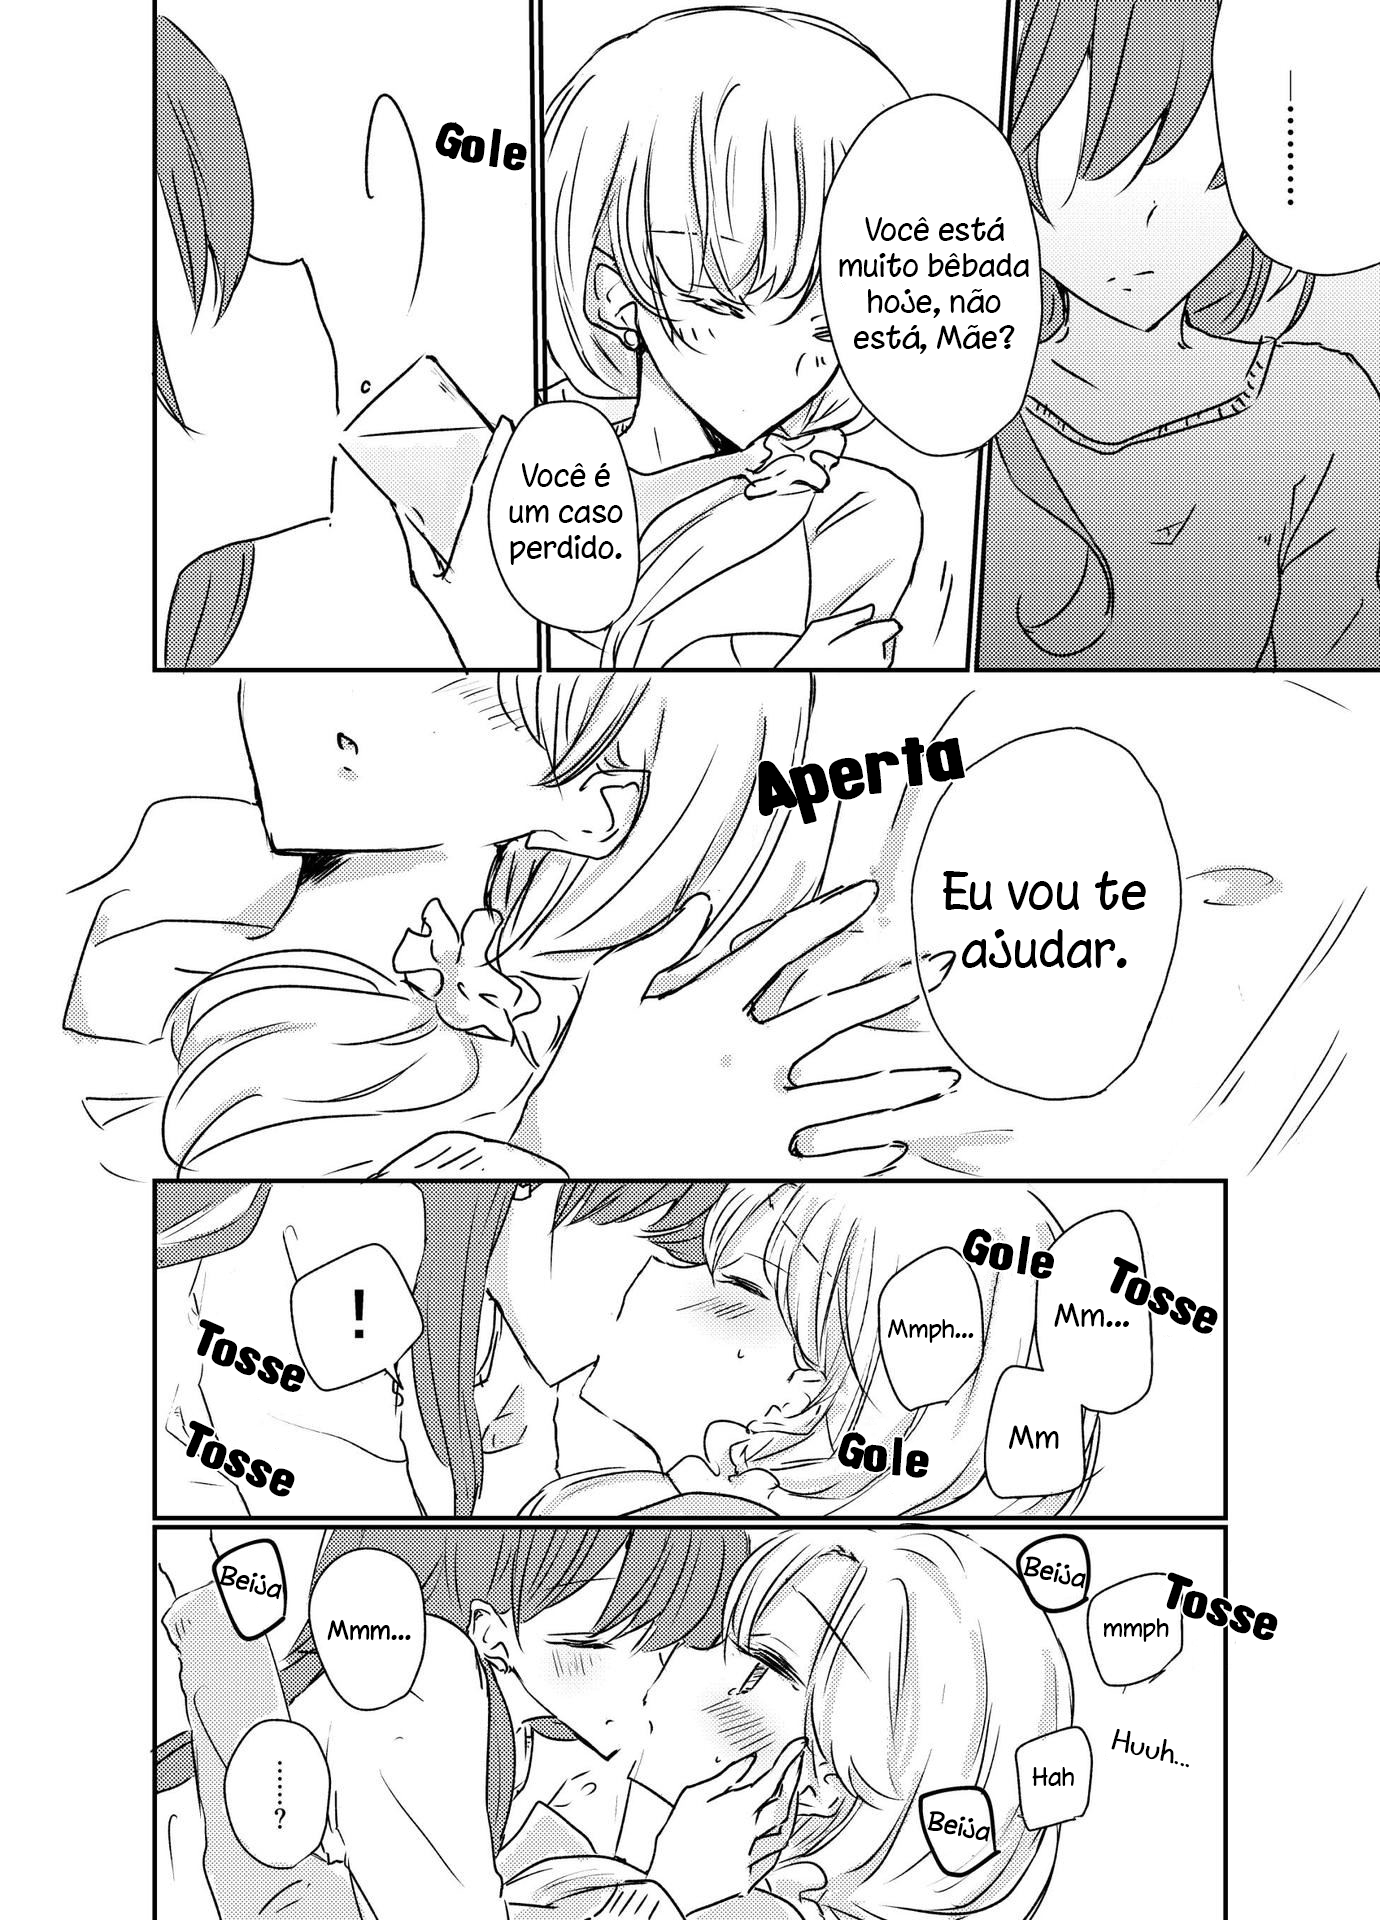 ………
Você está
muito bêbada
hoje, não
está, Mãe?
Você é
um caso
perdido.
Gole
Aperta
Eu vou te
ajudar.
Tosse
Mm...
Gole
Mmph...
Mm
Gole
!
Tosse
Tosse
Tosse
mmph
Beija
Huuh...
Hah
Beija
Mmm...
Beija
......?